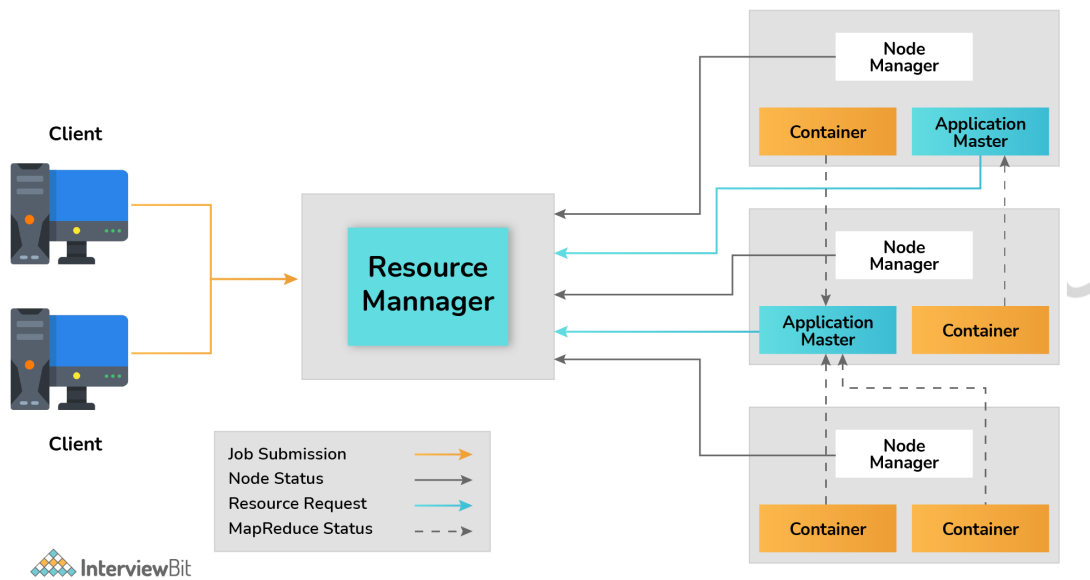 Client
Client
Resource
Mannager
Node
Manager
Container
Application
Master
Node
Manager
Application
Master
Container
Node
Manager
Container
Container
Job Submission
Node Status
Resource Request
MapReduce Status
InterviewBit